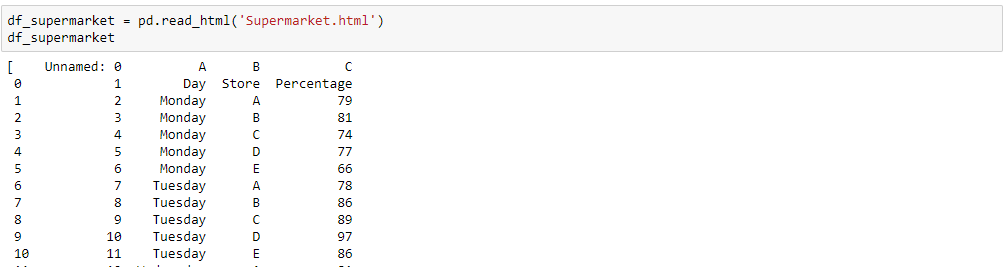 df_supermarket = pd.read_html('Supermarket.html')
df_supermarket
[ Unnamed: 0 A B C
0 1 Day Store Percentage
1 2 Monday A 79
2 3 Monday B 81
3 4 Monday C 74
4 5 Monday D 77
5 6 Monday E 66
6 7 Tuesday A 78
7 8 Tuesday B 86
8 9 Tuesday C 89
9 10 Tuesday D 97
10 11 Tuesday E 86